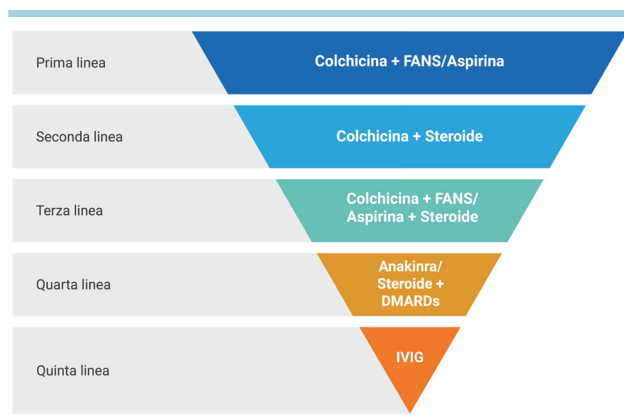 Prima linea
Colchicina + FANS/Aspirina
Seconda linea
Colchicina + Steroide
Terza linea
Colchicina + FANS/
Aspirina + Steroide
Quarta linea
Anakinra/
Steroide +
DMARDs
Quinta linea
IVIG